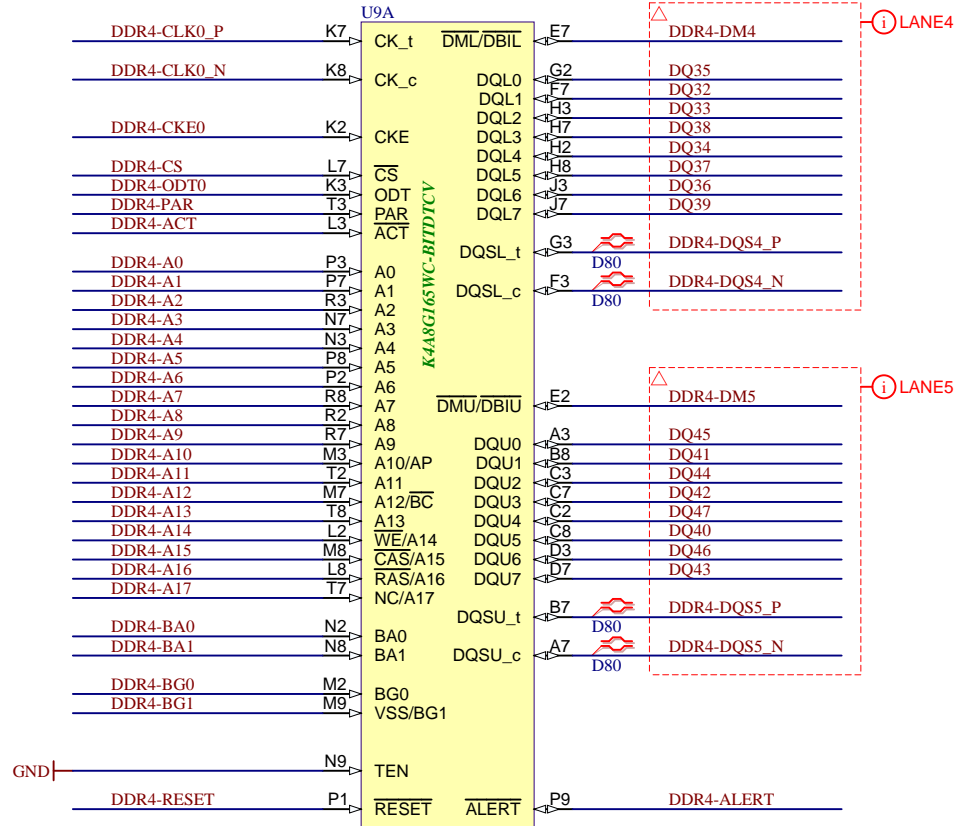 U9A
DDR4-CLK0_P K7 CK_t DML/DBIL E7 DDR4-DM4 i LANE4
DDR4-CLK0_N K8 CK_c DQL0 G2 DQ35
DQL1 F7 DQ32
DQL2 H3 DQ33
DDR4-CKE0 K2 CKE DQL3 H7 DQ38
DQL4 H2 DQ34
DDR4-CS L7 CS DQL5 H8 DQ37
DDR4-ODT0 K3 ODT DQL6 J3 DQ36
DDR4-PAR T3 PAR DQL7 J7 DQ39
DDR4-ACT L3 ACT
DQSL_t G3 D80 DDR4-DQS4_P
DDR4-A0 P3 A0
DDR4-A1 P7 A1 DQSL_c F3 D80 DDR4-DQS4_N
DDR4-A2 R3 A2
DDR4-A3 N7 A3
DDR4-A4 N3 A4
DDR4-A5 P8 A5
DDR4-A6 P2 A6
K4A8G165WC-BITDTCV
DDR4-A7 R8 A7 DMU/DBIU E2 DDR4-DM5 i LANE5
DDR4-A8 R2 A8
DDR4-A9 R7 A9 DQU0 A3 DQ45
DDR4-A10 M3 A10/AP DQU1 B8 DQ41
DDR4-A11 T2 A11 DQU2 C3 DQ44
DDR4-A12 M7 A12/BC DQU3 C7 DQ42
DDR4-A13 T8 A13 DQU4 C2 DQ47
DDR4-A14 L2 WE/A14 DQU5 C8 DQ40
DDR4-A15 M8 CAS/A15 DQU6 D3 DQ46
DDR4-A16 L8 RAS/A16 DQU7 D7 DQ43
DDR4-A17 T7 NC/A17
DQSU_t B7 D80 DDR4-DQS5_P
DDR4-BA0 N2 BA0
DDR4-BA1 N8 BA1 DQSU_c A7 D80 DDR4-DQS5_N
DDR4-BG0 M2 BG0
DDR4-BG1 M9 VSS/BG1
GND N9 TEN
DDR4-RESET P1 RESET ALERT P9 DDR4-ALERT